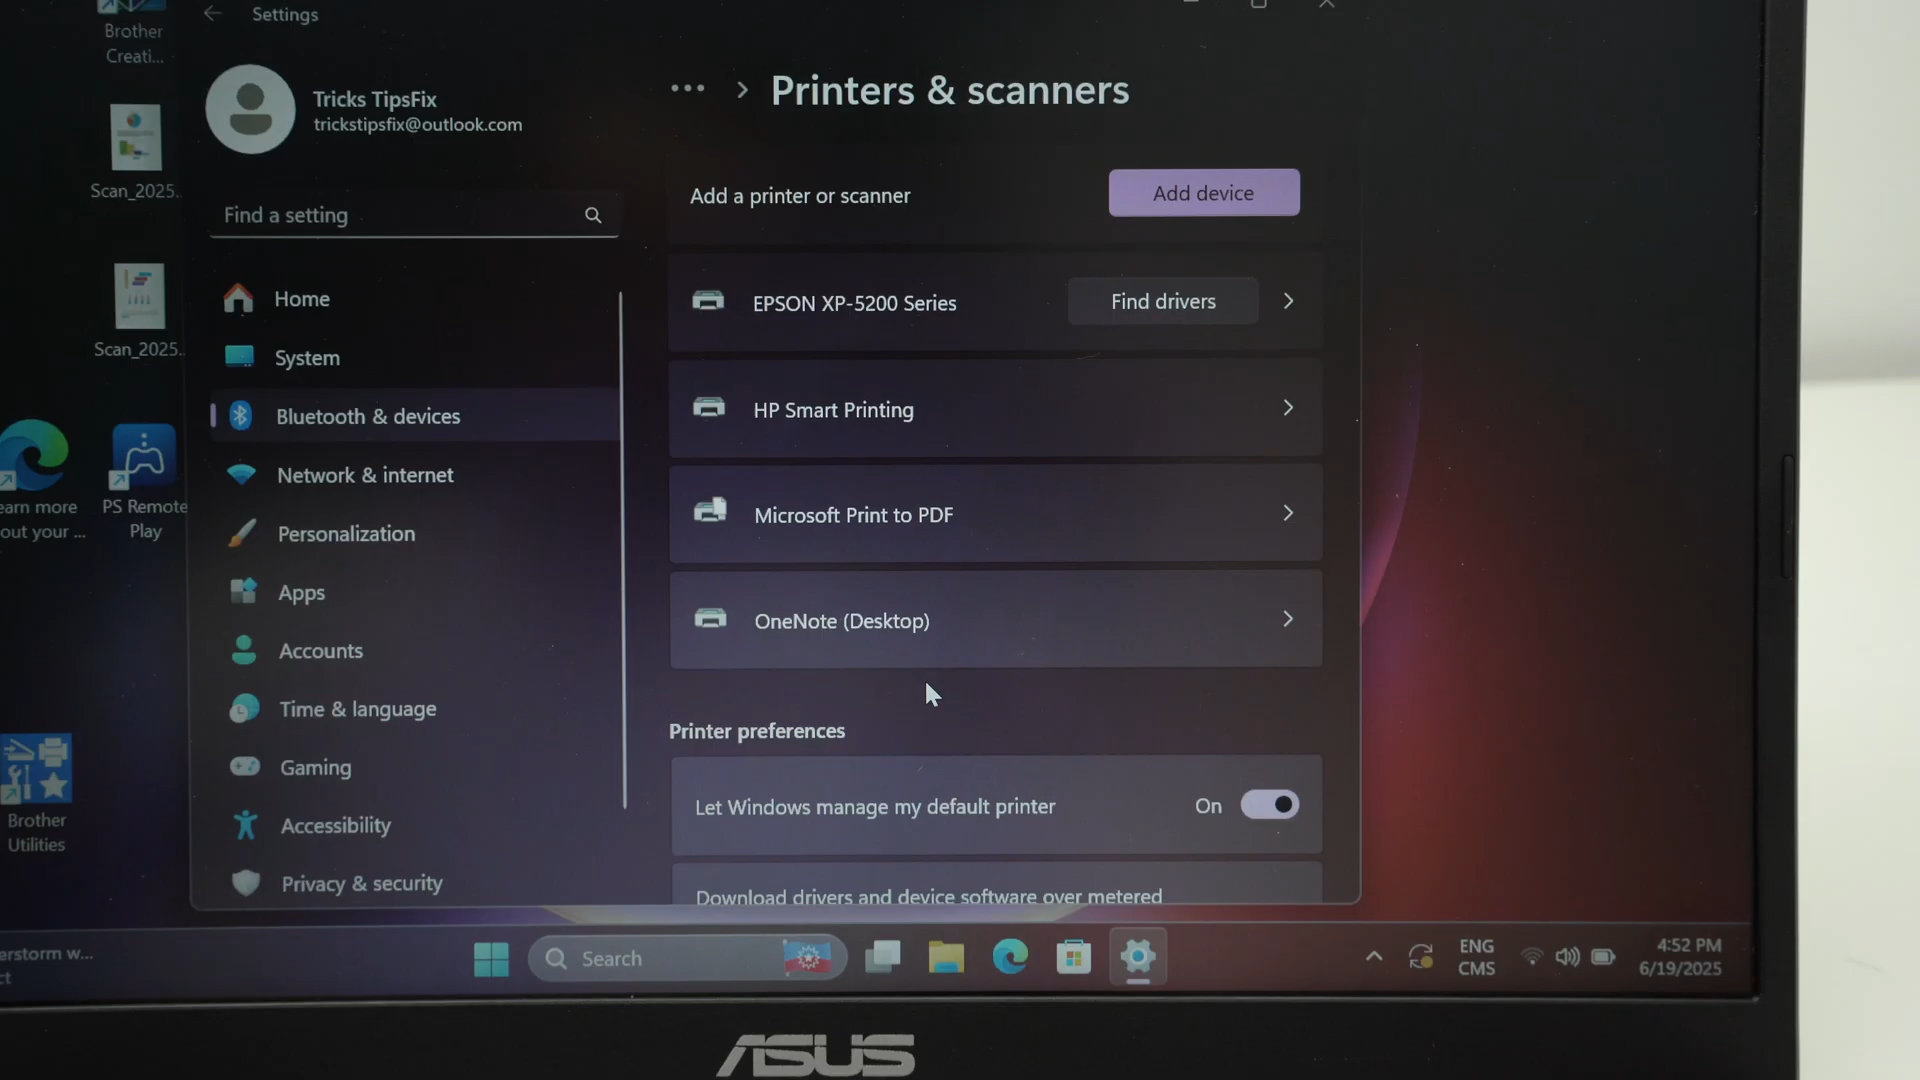 Settings
Brother
Creati...
Tricks TipsFix
trickstipsfix@outlook.com
Printers & scanners
Scan_2025...
Find a setting
Add a printer or scanner
Add device
Home
EPSON XP-5200 Series
Find drivers
System
Scan_2025...
Bluetooth & devices
HP Smart Printing
Network & internet
earn more
out your ...
PS Remote
Play
Microsoft Print to PDF
Personalization
Apps
OneNote (Desktop)
Accounts
Time & language
Printer preferences
Gaming
Let Windows manage my default printer
On
Brother
Utilities
Accessibility
Privacy & security
Download drivers and device software over metered
erstorm w...
ct
Search
ENG
CMS
4:52 PM
6/19/2025
ASUS